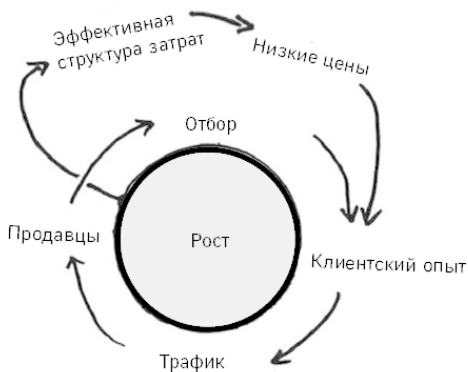 Эффективная
структура затрат
Низкие цены
Отбор
Продавцы
Рост
Клиентский опыт
Трафик